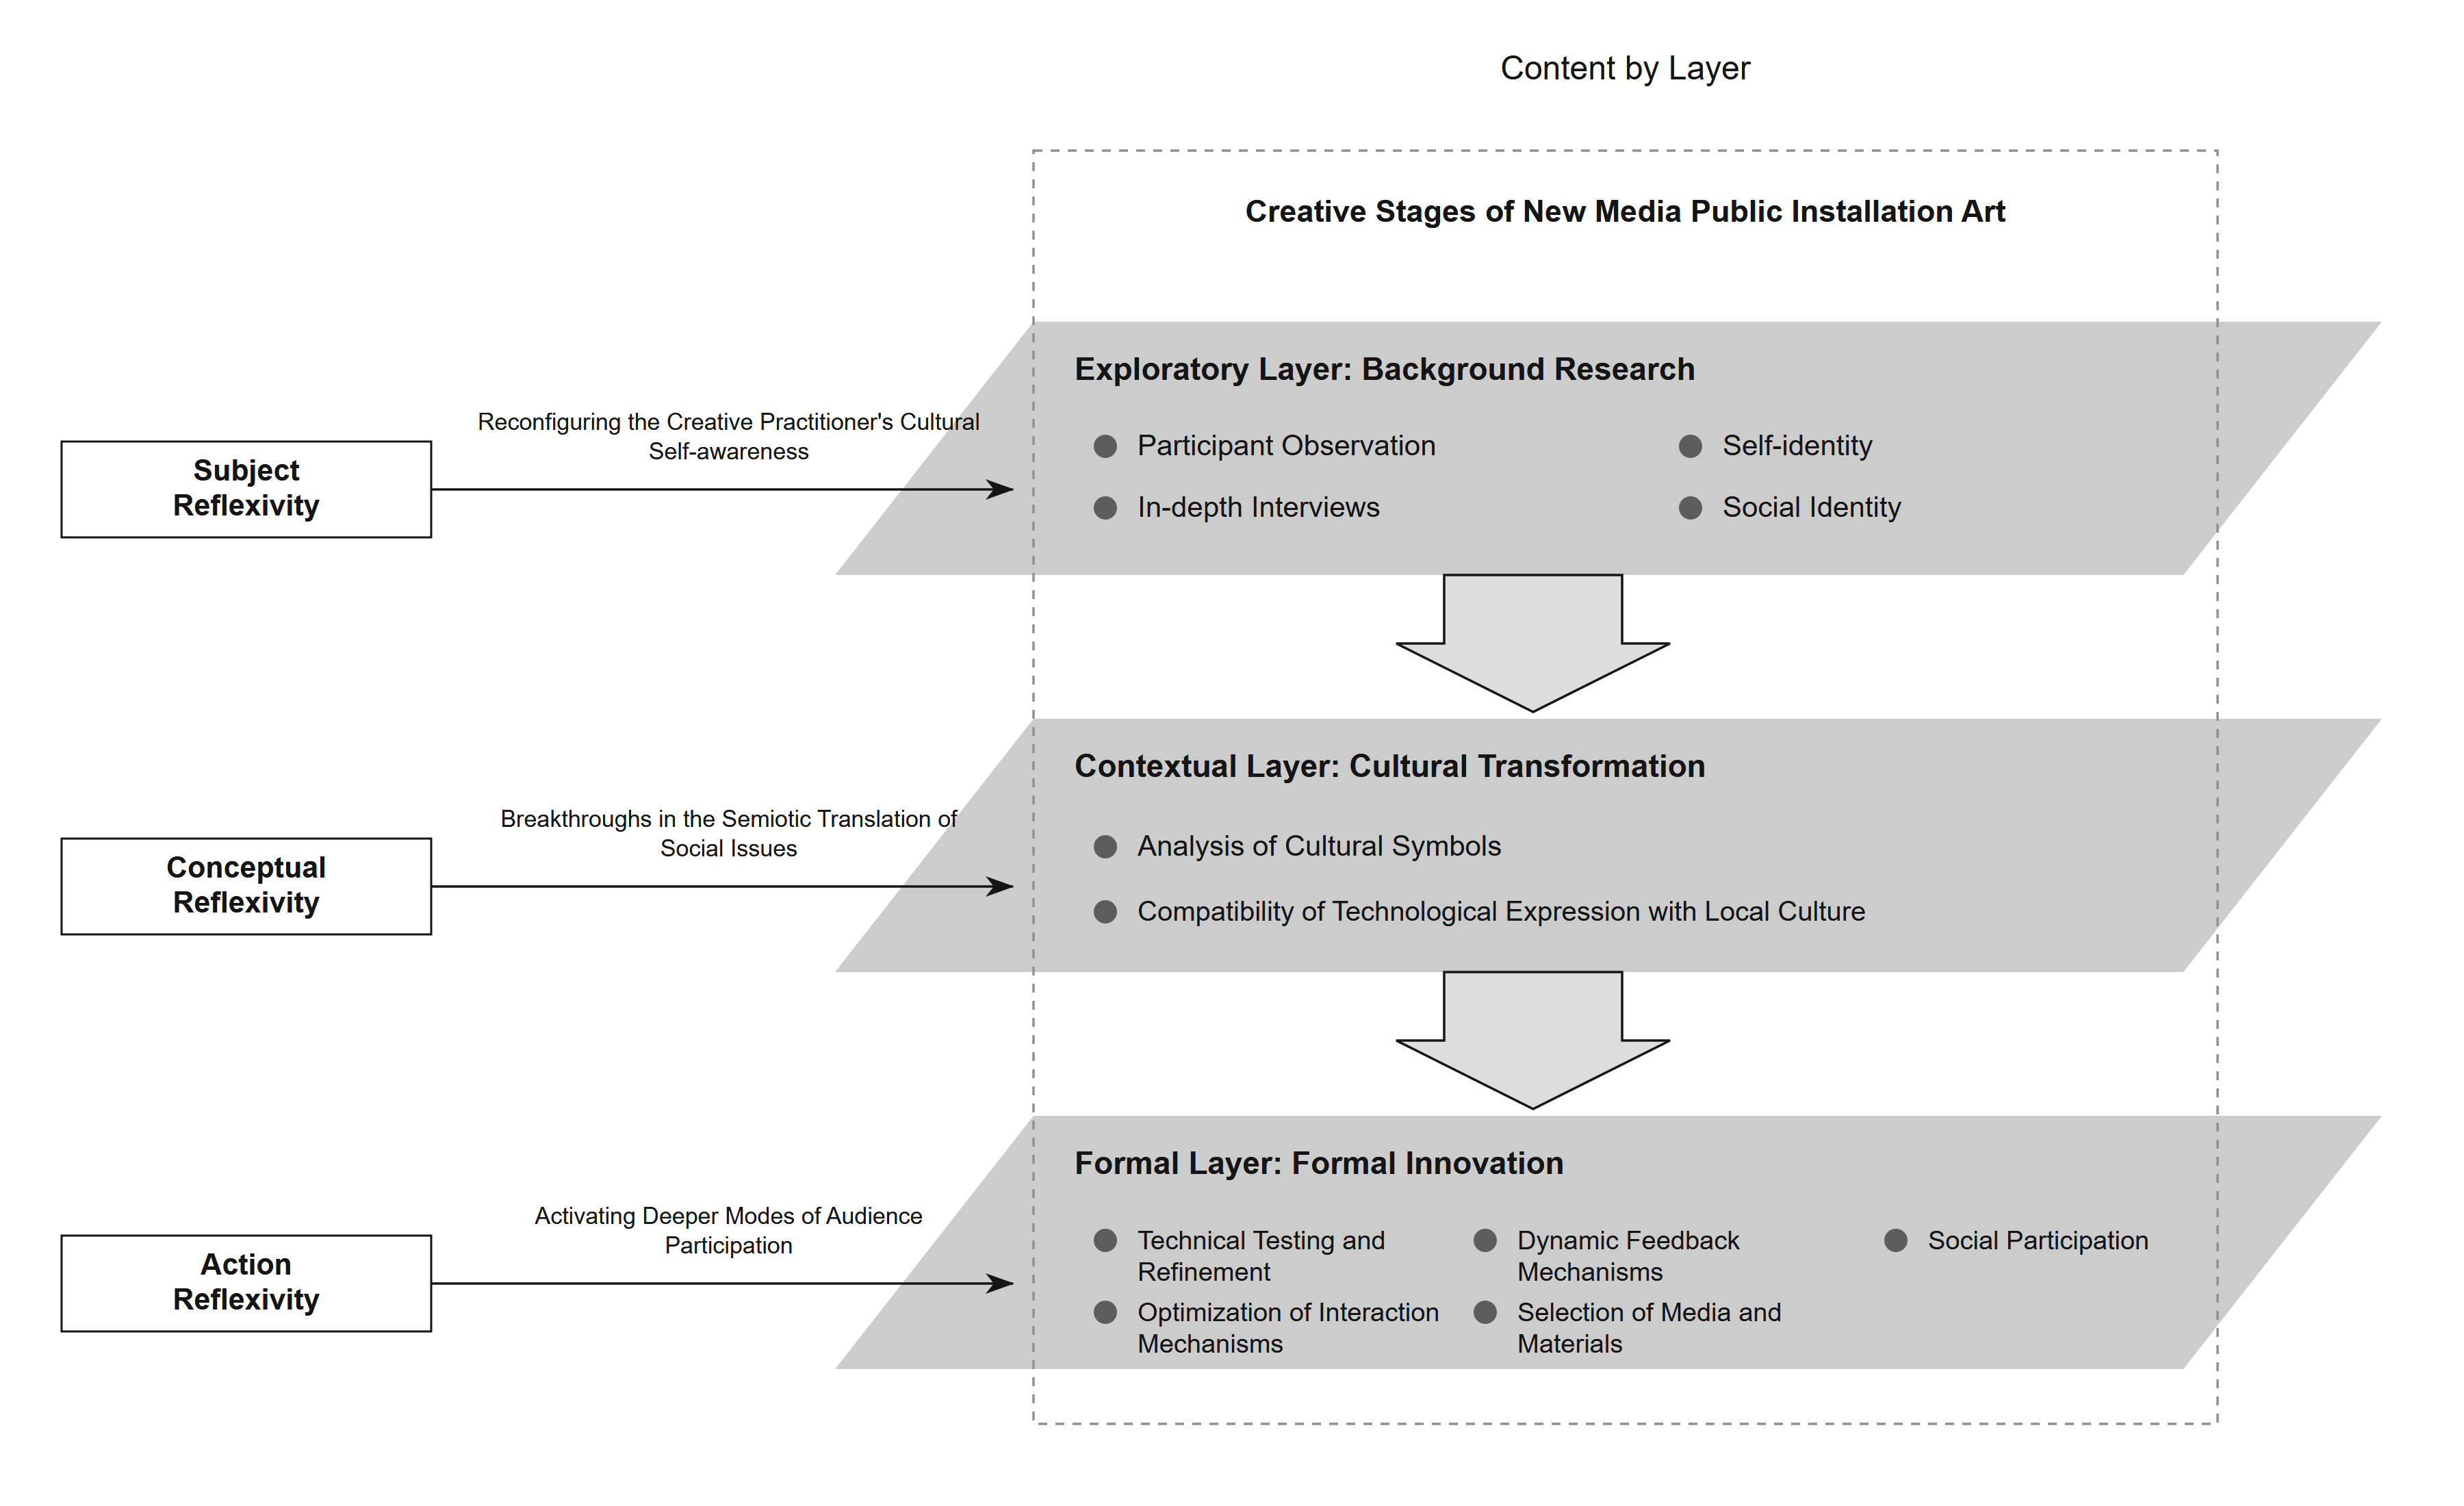 Content by Layer
Creative Stages of New Media Public Installation Art
Subject
Reflexivity
Reconfiguring the Creative Practitioner's Cultural
Self-awareness
Exploratory Layer: Background Research
Participant Observation
Self-identity
In-depth Interviews
Social Identity
Conceptual
Reflexivity
Breakthroughs in the Semiotic Translation of
Social Issues
Contextual Layer: Cultural Transformation
Analysis of Cultural Symbols
Compatibility of Technological Expression with Local Culture
Action
Reflexivity
Activating Deeper Modes of Audience
Participation
Formal Layer: Formal Innovation
Technical Testing and
Refinement
Dynamic Feedback
Mechanisms
Social Participation
Optimization of Interaction
Mechanisms
Selection of Media and
Materials